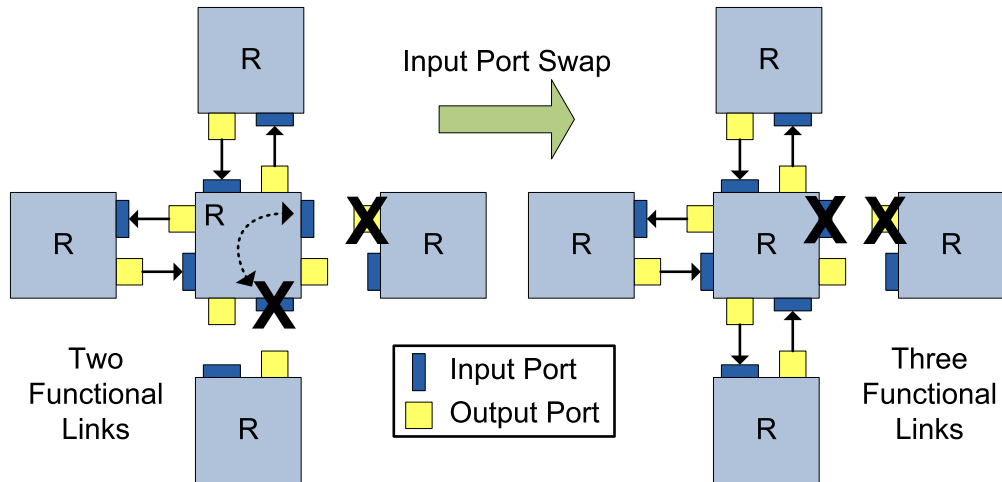 R
R
Input Port Swap
R
R
R
R
R
R
R
Two
Functional
Links
Input Port
Output Port
Three
Functional
Links
R
R